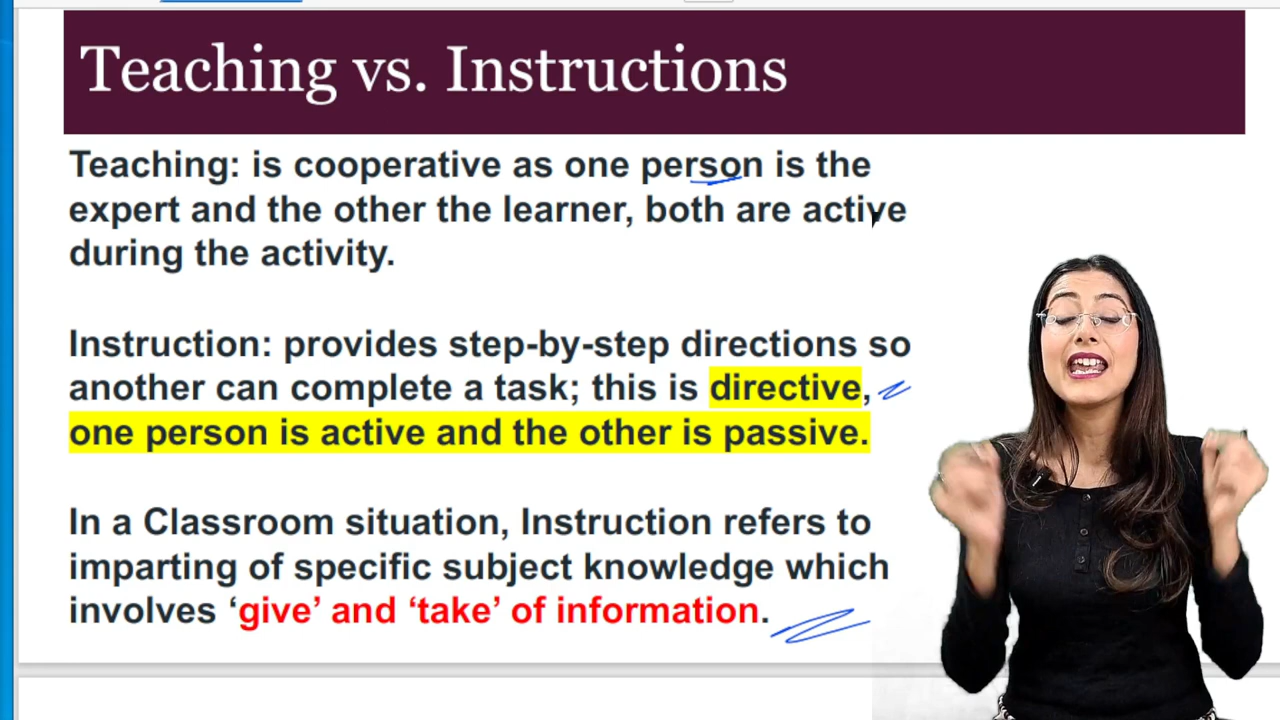 Teaching vs. Instructions
Teaching: is cooperative as one person is the
expert and the other the learner, both are active
during the activity.
Instruction: provides step-by-step directions so
another can complete a task; this is directive,
one person is active and the other is passive.
In a Classroom situation, Instruction refers to
imparting of specific subject knowledge which
involves ‘give’ and ‘take’ of information.